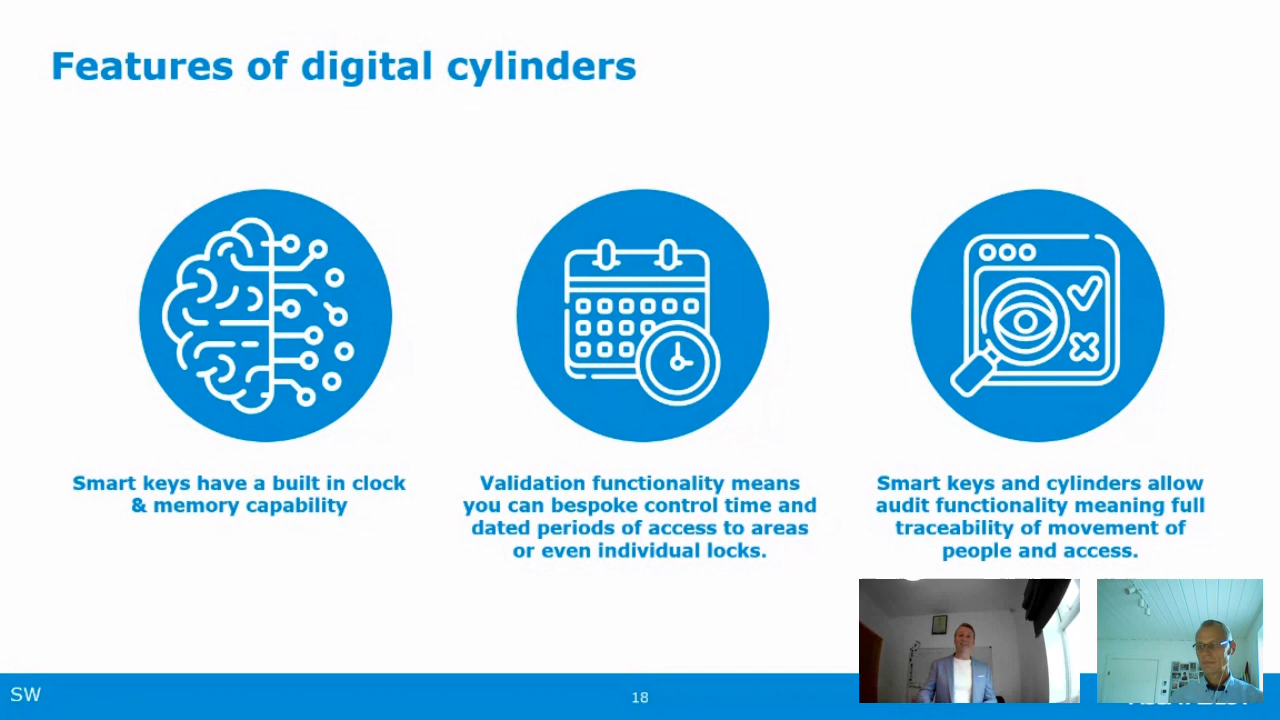 Features of digital cylinders
Smart keys have a built in clock
& memory capability
Validation functionality means
you can bespoke control time and
dated periods of access to areas
or even individual locks.
Smart keys and cylinders allow
audit functionality meaning full
traceability of movement of
people and access.
SW
18